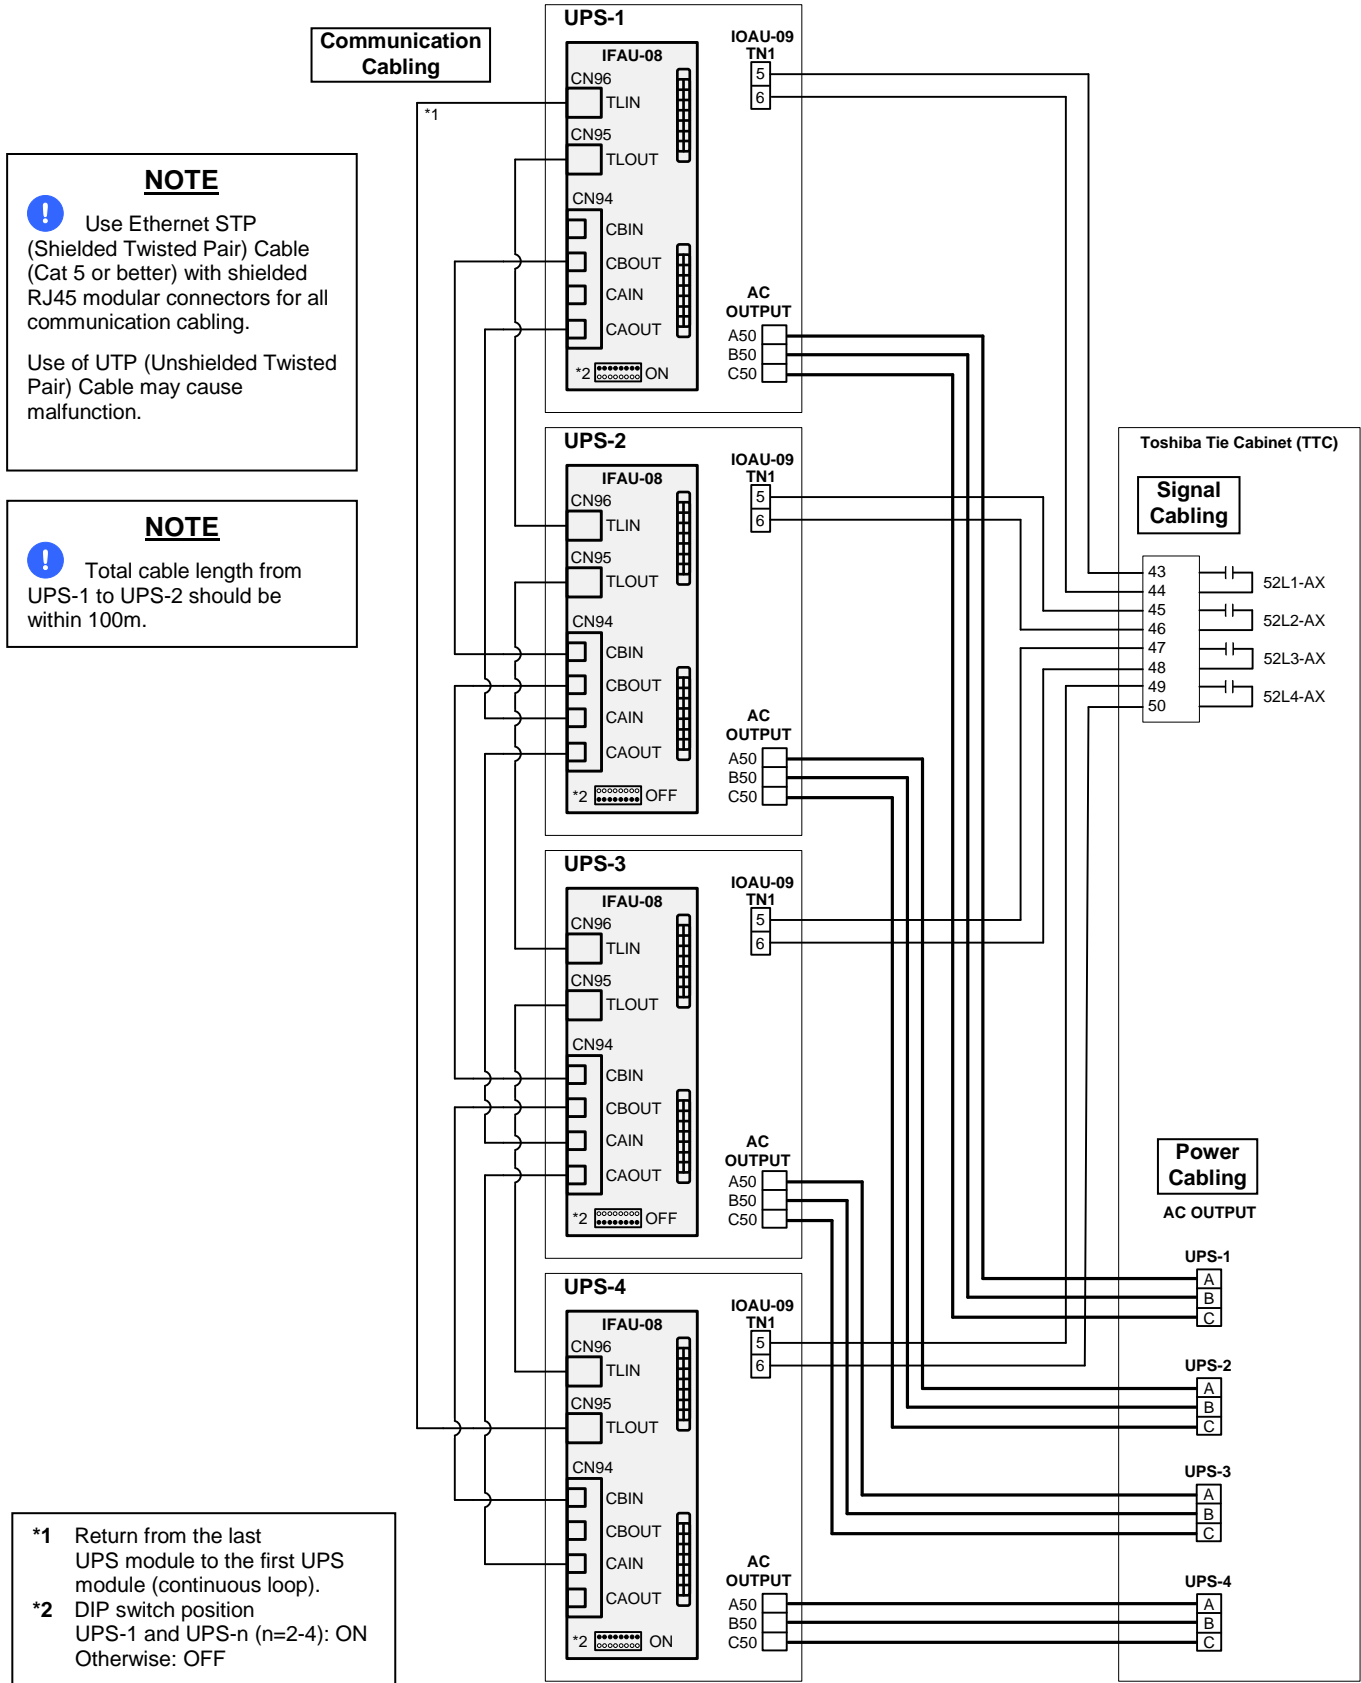 Communication
Cabling
NOTE
! Use Ethernet STP
(Shielded Twisted Pair) Cable
(Cat 5 or better) with shielded
RJ45 modular connectors for all
communication cabling.
Use of UTP (Unshielded Twisted
Pair) Cable may cause
malfunction.
NOTE
! Total cable length from
UPS-1 to UPS-2 should be
within 100m.
*1
UPS-1
IFAU-08
CN96
TLIN
CN95
TLOUT
CN94
CBIN
CBOUT
CAIN
CAOUT
*2 ON
IOAU-09
TN1
5
6
AC
OUTPUT
A50
B50
C50
UPS-2
IFAU-08
CN96
TLIN
CN95
TLOUT
CN94
CBIN
CBOUT
CAIN
CAOUT
*2 OFF
IOAU-09
TN1
5
6
AC
OUTPUT
A50
B50
C50
UPS-3
IFAU-08
CN96
TLIN
CN95
TLOUT
CN94
CBIN
CBOUT
CAIN
CAOUT
*2 OFF
IOAU-09
TN1
5
6
AC
OUTPUT
A50
B50
C50
UPS-4
IFAU-08
CN96
TLIN
CN95
TLOUT
CN94
CBIN
CBOUT
CAIN
CAOUT
*2 ON
IOAU-09
TN1
5
6
AC
OUTPUT
A50
B50
C50
Toshiba Tie Cabinet (TTC)
Signal
Cabling
43
44
45
46
47
48
49
50
52L1-AX
52L2-AX
52L3-AX
52L4-AX
Power
Cabling
AC OUTPUT
UPS-1
A
B
C
UPS-2
A
B
C
UPS-3
A
B
C
UPS-4
A
B
C
*1 Return from the last
UPS module to the first UPS
module (continuous loop).
*2 DIP switch position
UPS-1 and UPS-n (n=2-4): ON
Otherwise: OFF